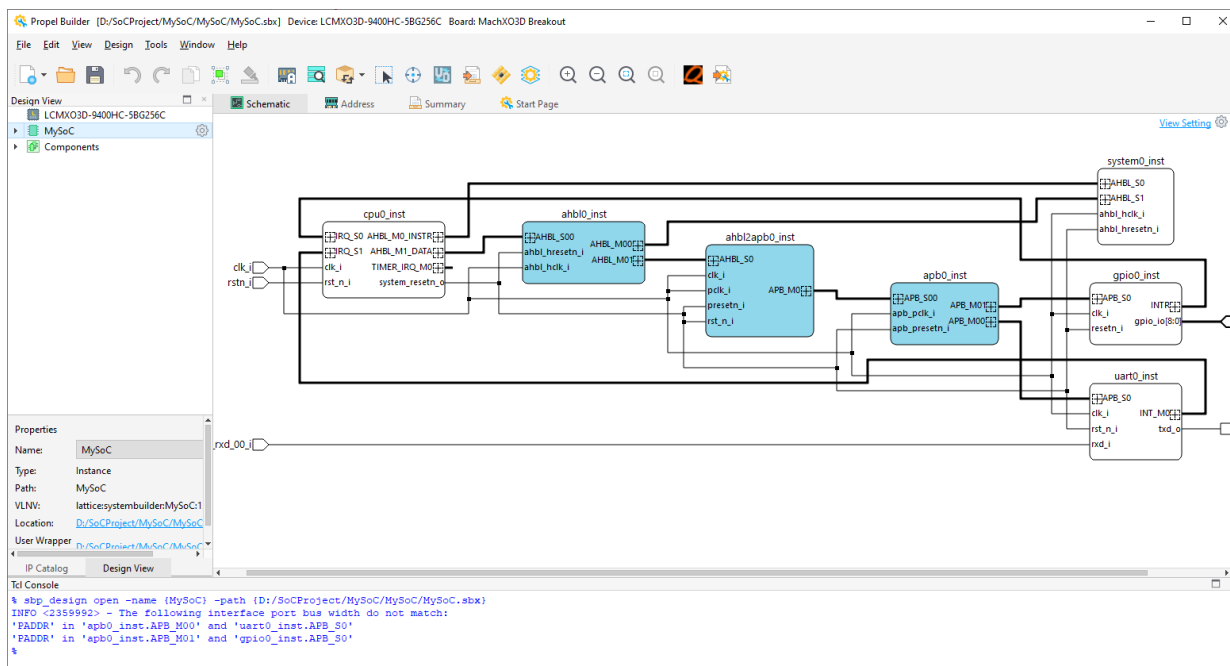 Propel Builder [D:/SoCProject/MySoC/MySoC/MySoC.sbx] Device: LCMXO3D-9400HC-5BG256C Board: MachXO3D Breakout
File Edit View Design Tools Window Help
Design View
LCMXO3D-9400HC-5BG256C
MySoC
Components
Schematic Address Summary Start Page
View Setting
system0_inst
AHBL_S0
AHBL_S1
ahbl_hclk_i
ahbl_hresetn_i
cpu0_inst
IRQ_S0 AHBL_M0_INSTR
IRQ_S1 AHBL_M1_DATA
clk_i TIMER_IRQ_M0
rst_n_i system_resetn_o
clk_i
rstn_i
ahbl0_inst
AHBL_S00 AHBL_M00
ahbl_hresetn_i AHBL_M01
ahbl_hclk_i
ahbl2apb0_inst
AHBL_S0
clk_i
pclk_i APB_M0
presetn_i
rst_n_i
apb0_inst
APB_S00 APB_M01
apb_pclk_i APB_M00
apb_presetn_i
gpio0_inst
APB_S0 INTR
clk_i gpio_io[8:0]
resetn_i
uart0_inst
APB_S0
clk_i INT_M0
rst_n_i txd_o
rxd_i
_rxd_00_i
Properties
Name: MySoC
Type: Instance
Path: MySoC
VLNV: lattice:systembuilder:MySoC:1
Location: D:/SoCProject/MySoC/MySoC
User Wrapper D:/SoCProject/MySoC/MySoC
IP Catalog Design View
Tcl Console
% sbp_design open -name {MySoC} -path {D:/SoCProject/MySoC/MySoC/MySoC.sbx}
INFO <2359992> - The following interface port bus width do not match:
'PADDR' in 'apb0_inst.APB_M00' and 'uart0_inst.APB_S0'
'PADDR' in 'apb0_inst.APB_M01' and 'gpio0_inst.APB_S0'
%